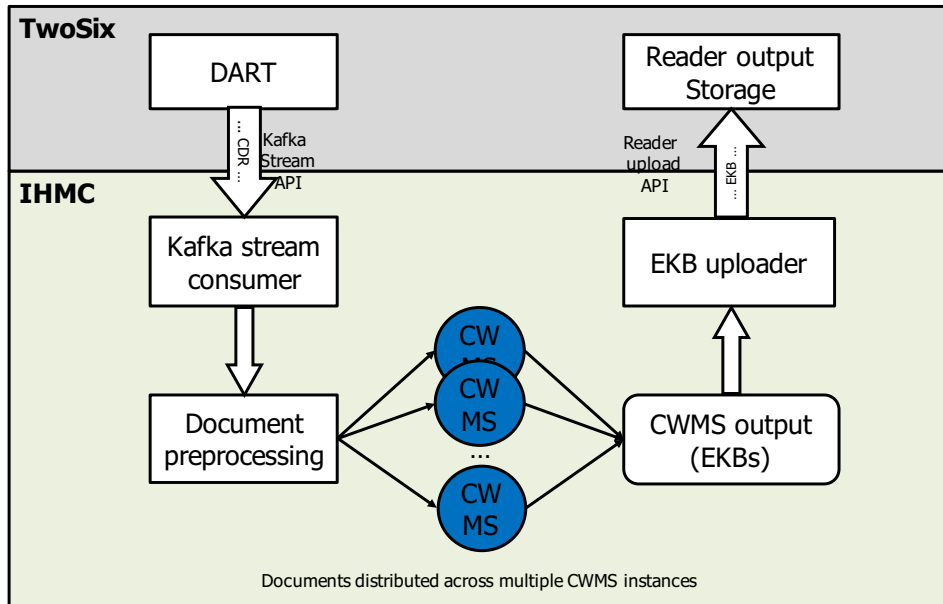 TwoSix
DART
Reader output
Storage
... CDR ...
Kafka
Stream
API
Reader
upload
API
... EKB ...
IHMC
Kafka stream
consumer
EKB uploader
CW
MS
CW
MS
...
CW
MS
Document
preprocessing
CWMS output
(EKBs)
Documents distributed across multiple CWMS instances